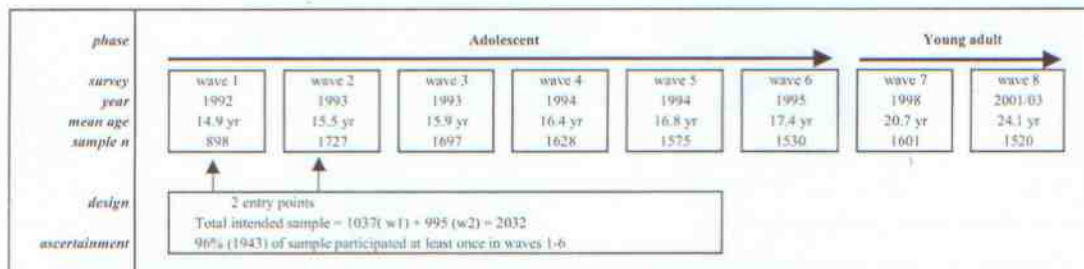 phase Adolescent Young adult
survey wave 1 wave 2 wave 3 wave 4 wave 5 wave 6 wave 7 wave 8
year 1992 1993 1993 1994 1994 1995 1998 2001/03
mean age 14.9 yr 15.5 yr 15.9 yr 16.4 yr 16.8 yr 17.4 yr 20.7 yr 24.1 yr
sample n 898 1727 1697 1628 1575 1530 1601 1520
design 2 entry points
Total intended sample = 1037( w1) + 995 (w2) = 2032
ascertainment 96% (1943) of sample participated at least once in waves 1-6